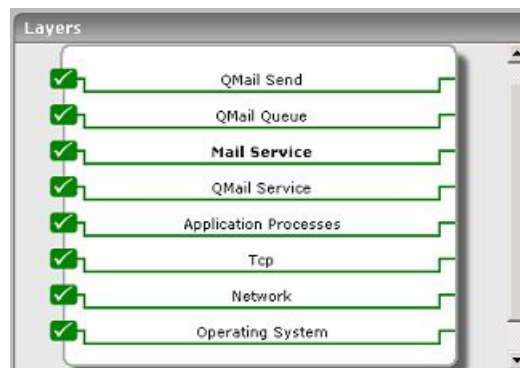 Layers
QMail Send
QMail Queue
Mail Service
QMail Service
Application Processes
Tcp
Network
Operating System